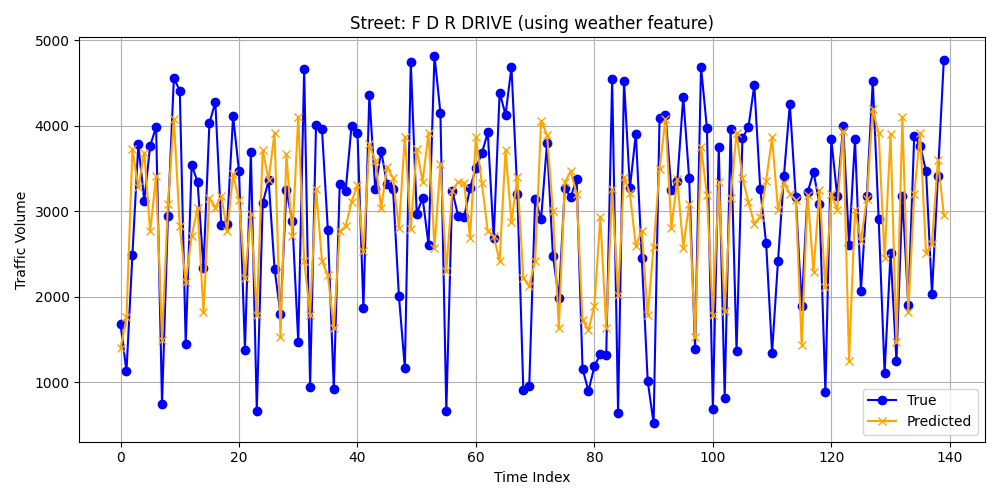 Street: F D R DRIVE (using weather feature)
Traffic Volume
5000
4000
3000
2000
1000
0
20
40
60
80
100
120
140
Time Index
True
Predicted